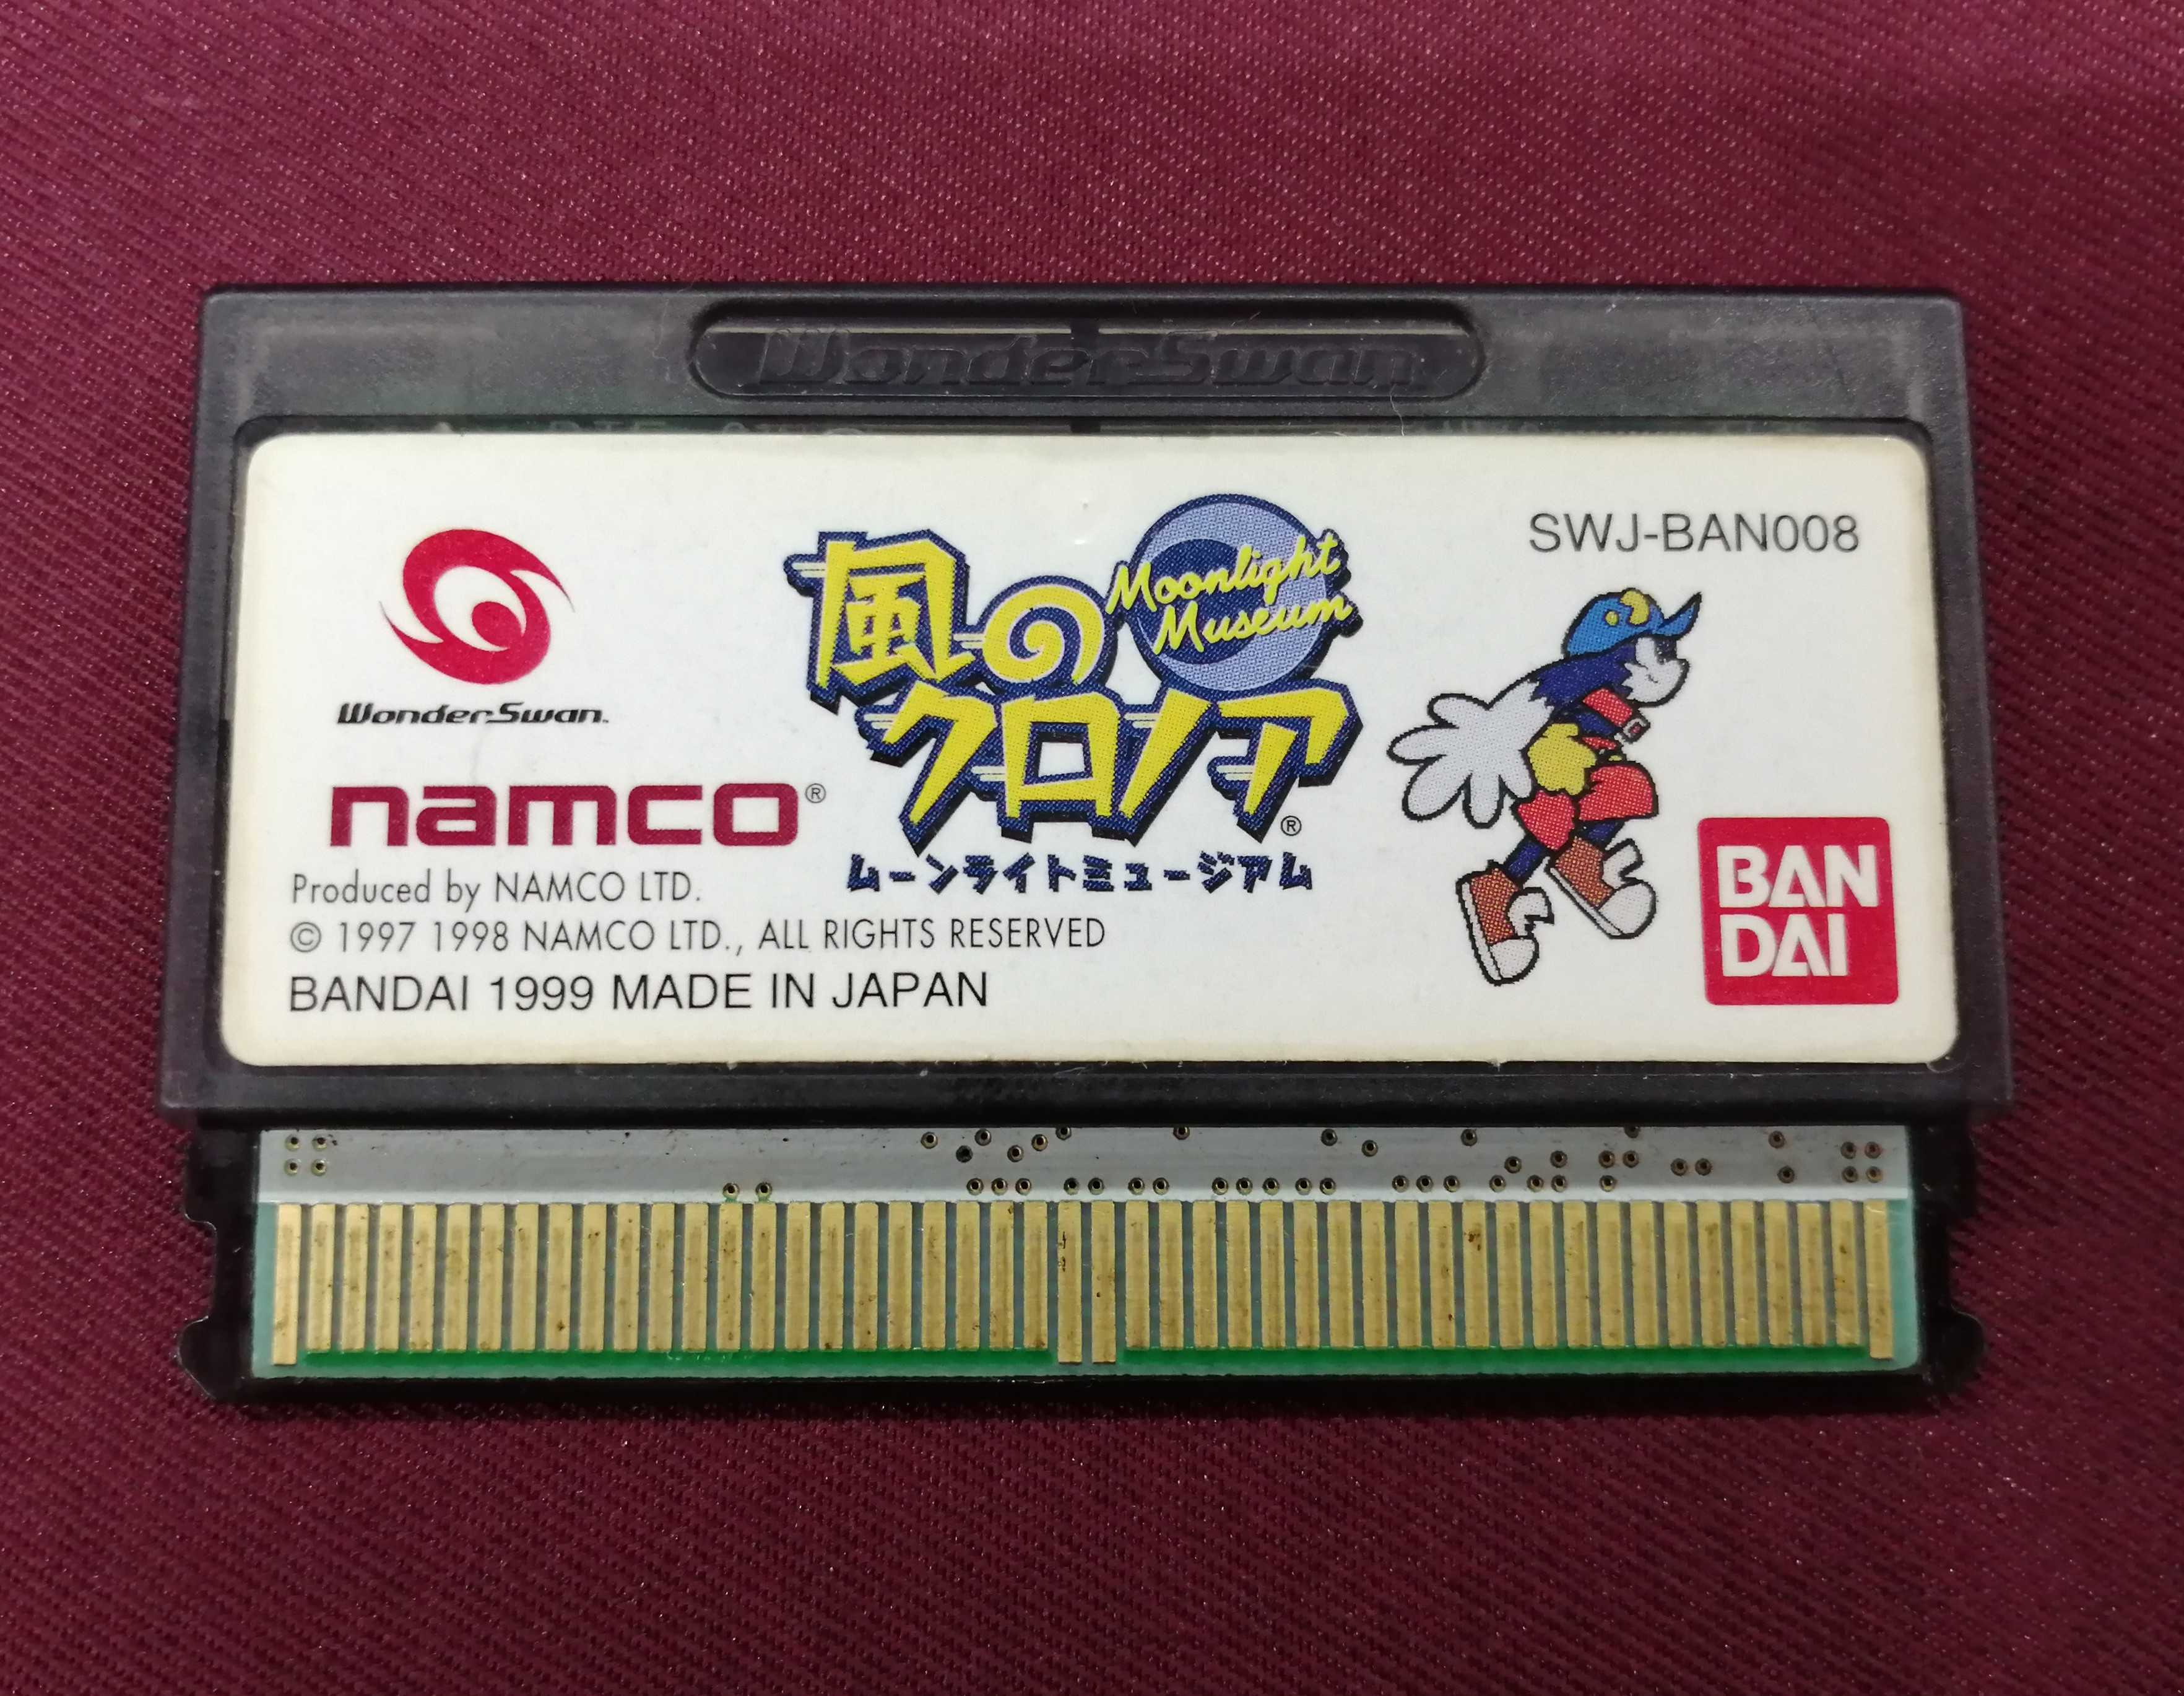 WonderSwan
SWJ-BAN008
風の
Moonlight
Museum
クロノア®
ムーンライトミュージアム
WonderSwan™
namco®
Produced by NAMCO LTD.
© 1997 1998 NAMCO LTD., ALL RIGHTS RESERVED
BANDAI 1999 MADE IN JAPAN
BAN
DAI